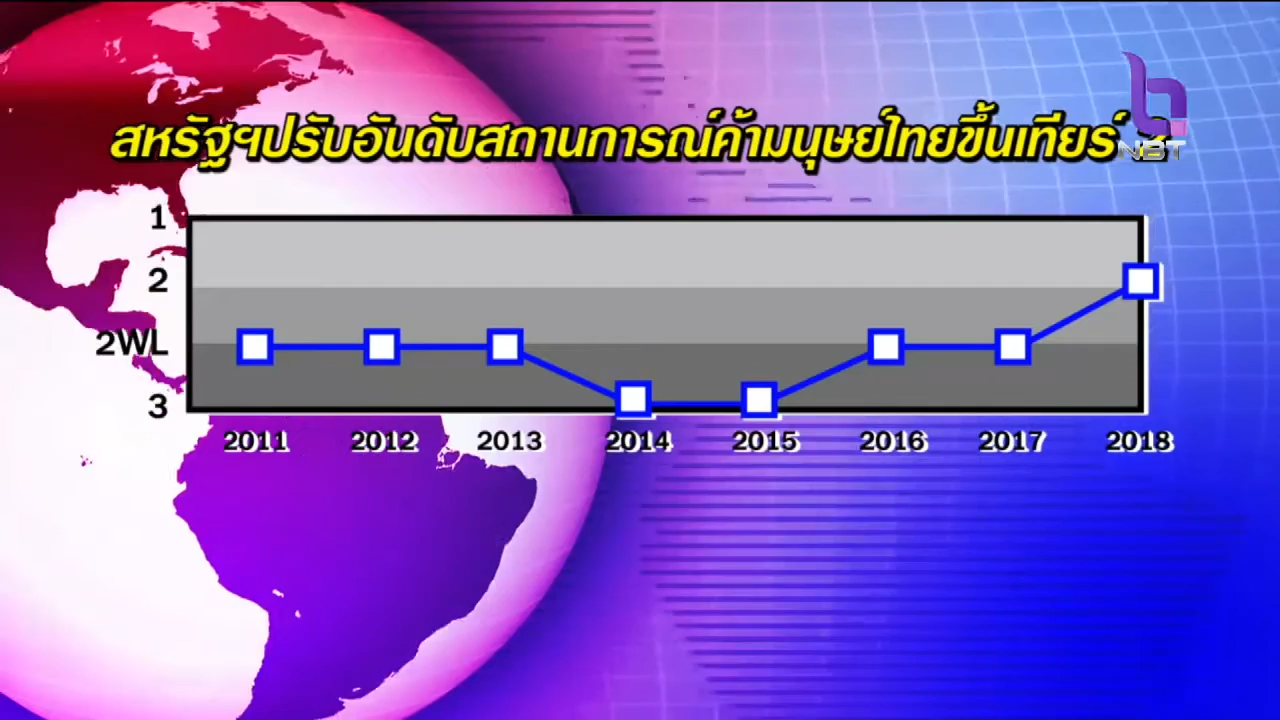 สหรัฐฯปรับอันดับสถานการณ์ค้ามนุษย์ไทยขึ้นเทียร์
NBT
1
2
2WL
3
2011 2012 2013 2014 2015 2016 2017 2018